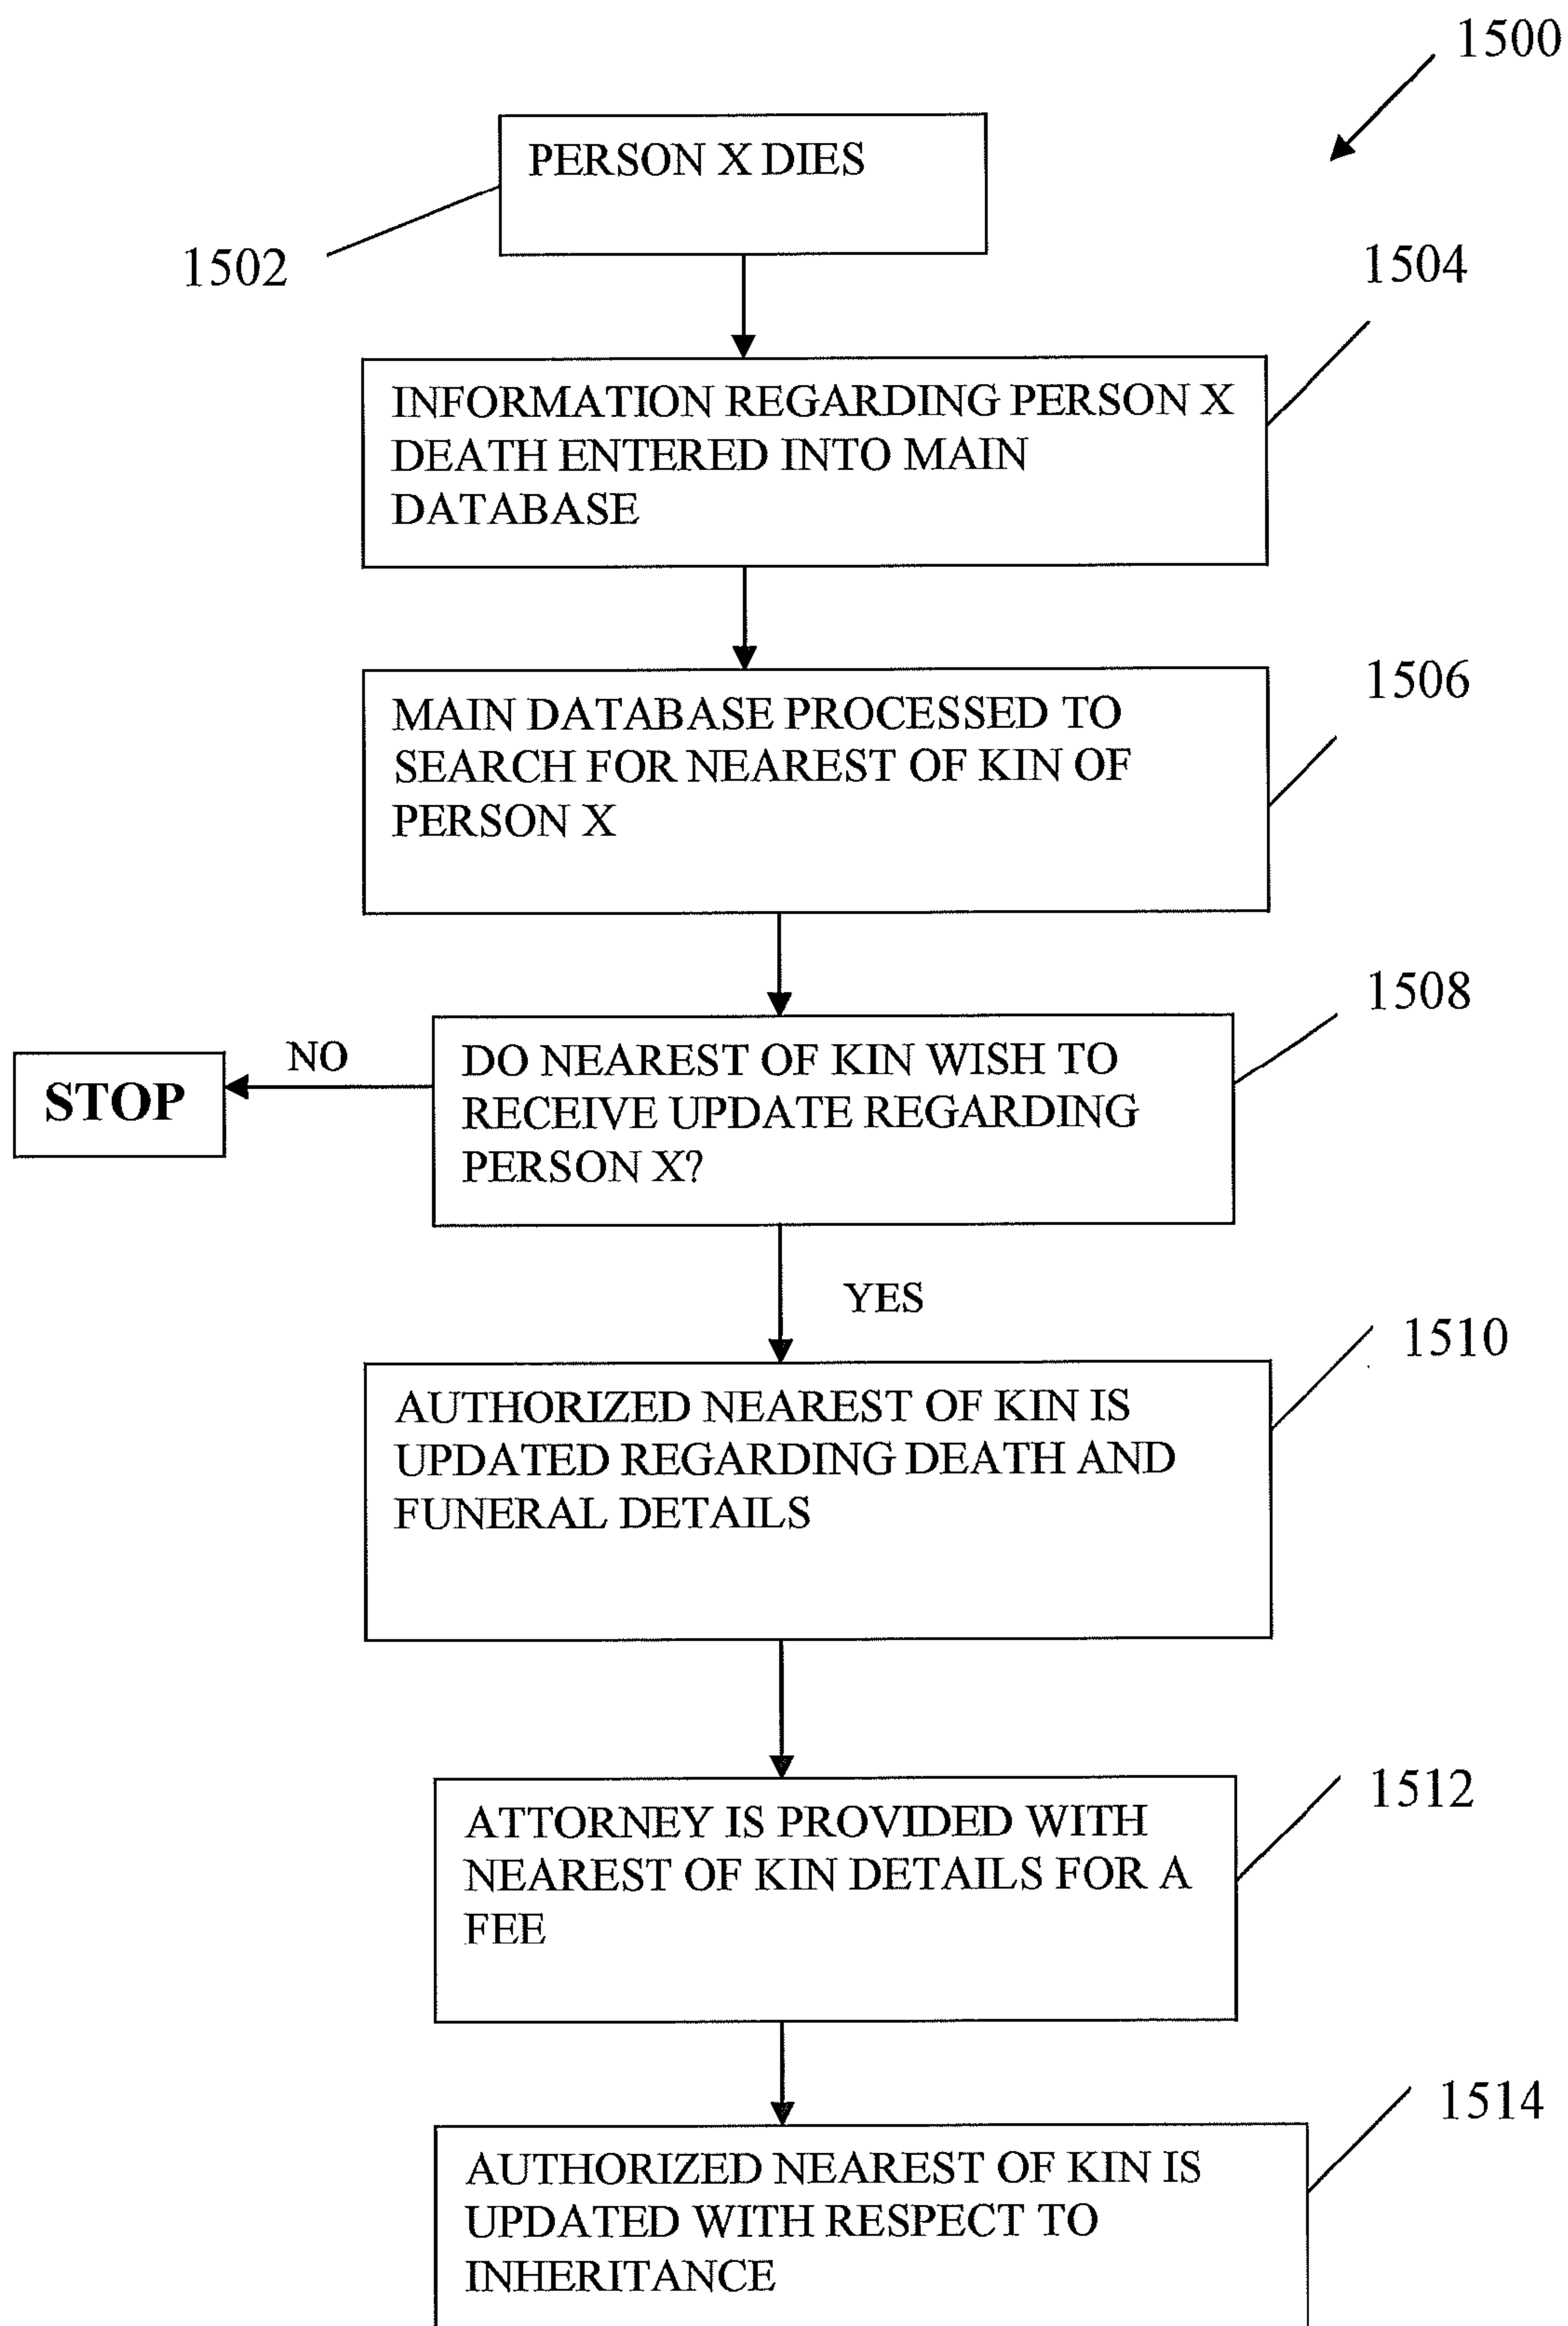 1500
PERSON X DIES
1502
1504
INFORMATION REGARDING PERSON X
DEATH ENTERED INTO MAIN
DATABASE
1506
MAIN DATABASE PROCESSED TO
SEARCH FOR NEAREST OF KIN OF
PERSON X
1508
NO
STOP
DO NEAREST OF KIN WISH TO
RECEIVE UPDATE REGARDING
PERSON X?
YES
1510
AUTHORIZED NEAREST OF KIN IS
UPDATED REGARDING DEATH AND
FUNERAL DETAILS
1512
ATTORNEY IS PROVIDED WITH
NEAREST OF KIN DETAILS FOR A
FEE
1514
AUTHORIZED NEAREST OF KIN IS
UPDATED WITH RESPECT TO
INHERITANCE